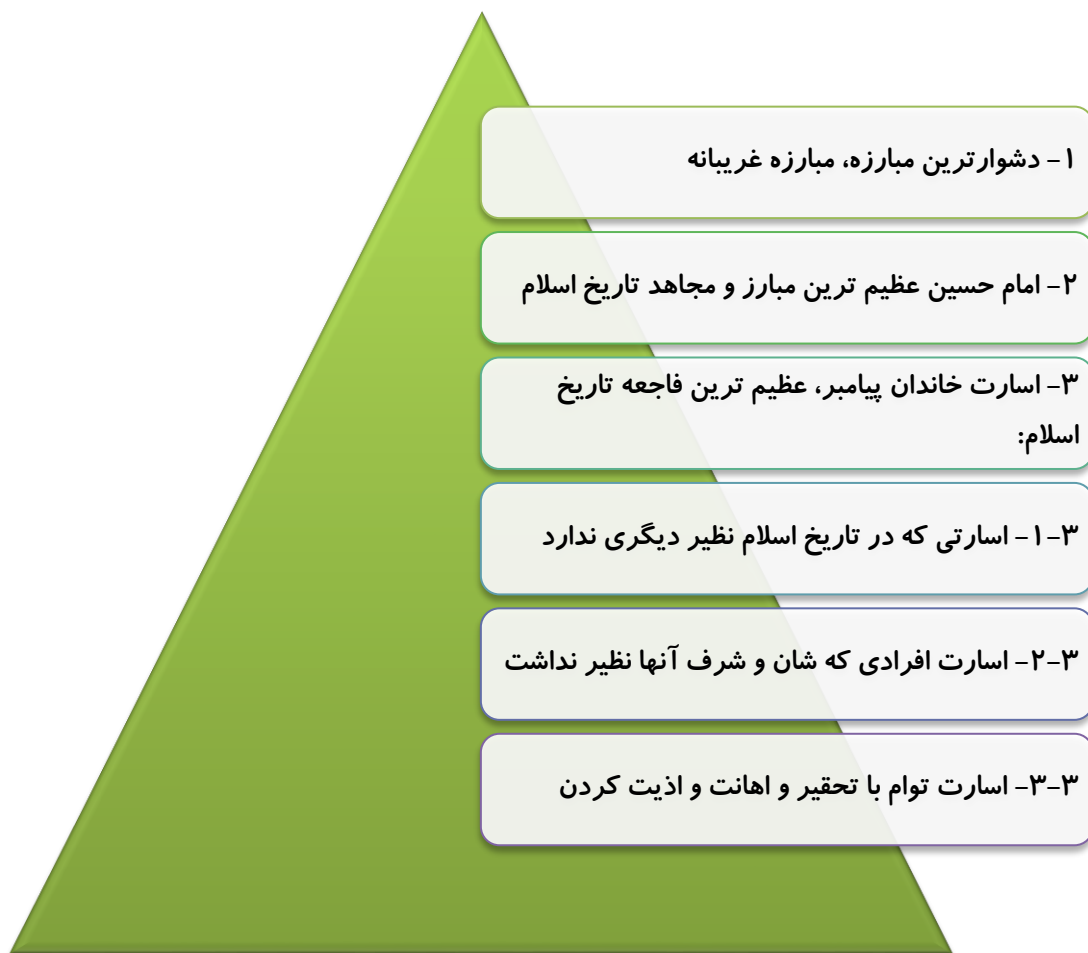 ۱- دشوارترین مبارزه، مبارزه غریبانه
۲- امام حسین عظیم ترین مبارز و مجاهد تاریخ اسلام
۳- اسارت خاندان پیامبر، عظیم ترین فاجعه تاریخ
اسلام:
۳-۱- اسارتی که در تاریخ اسلام نظیر دیگری ندارد
۳-۲- اسارت افرادی که شان و شرف آنها نظیر نداشت
۳-۳- اسارت توام با تحقیر و اهانت و اذیت کردن